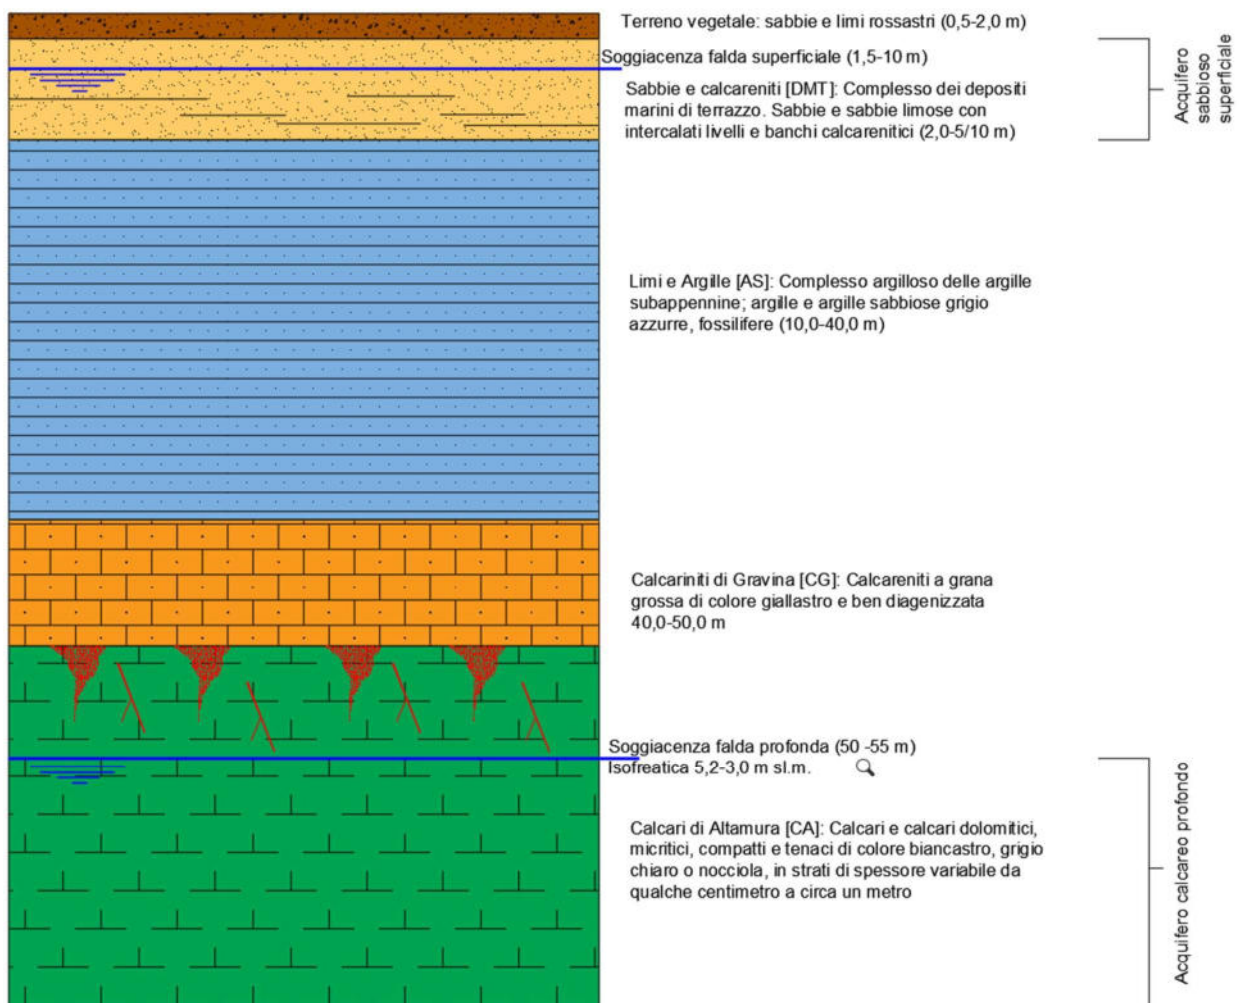 Terreno vegetale: sabbie e limi rossastri (0,5-2,0 m)
Soggiacenza falda superficiale (1,5-10 m)
Sabbie e calcareniti [DMT]: Complesso dei depositi
marini di terrazzo. Sabbie e sabbie limose con
intercalati livelli e banchi calcarenitici (2,0-5/10 m)
Acquifero
sabbioso
superficiale
Limi e Argille [AS]: Complesso argilloso delle argille
subappennine; argille e argille sabbiose grigio
azzurre, fossilifere (10,0-40,0 m)
Calcariniti di Gravina [CG]: Calcareniti a grana
grossa di colore giallastro e ben diagenizzata
40,0-50,0 m
Soggiacenza falda profonda (50 -55 m)
Isofreatica 5,2-3,0 m sl.m.
Calcari di Altamura [CA]: Calcari e calcari dolomitici,
micritici, compatti e tenaci di colore biancastro, grigio
chiaro o nocciola, in strati di spessore variabile da
qualche centimetro a circa un metro
Acquifero calcareo profondo